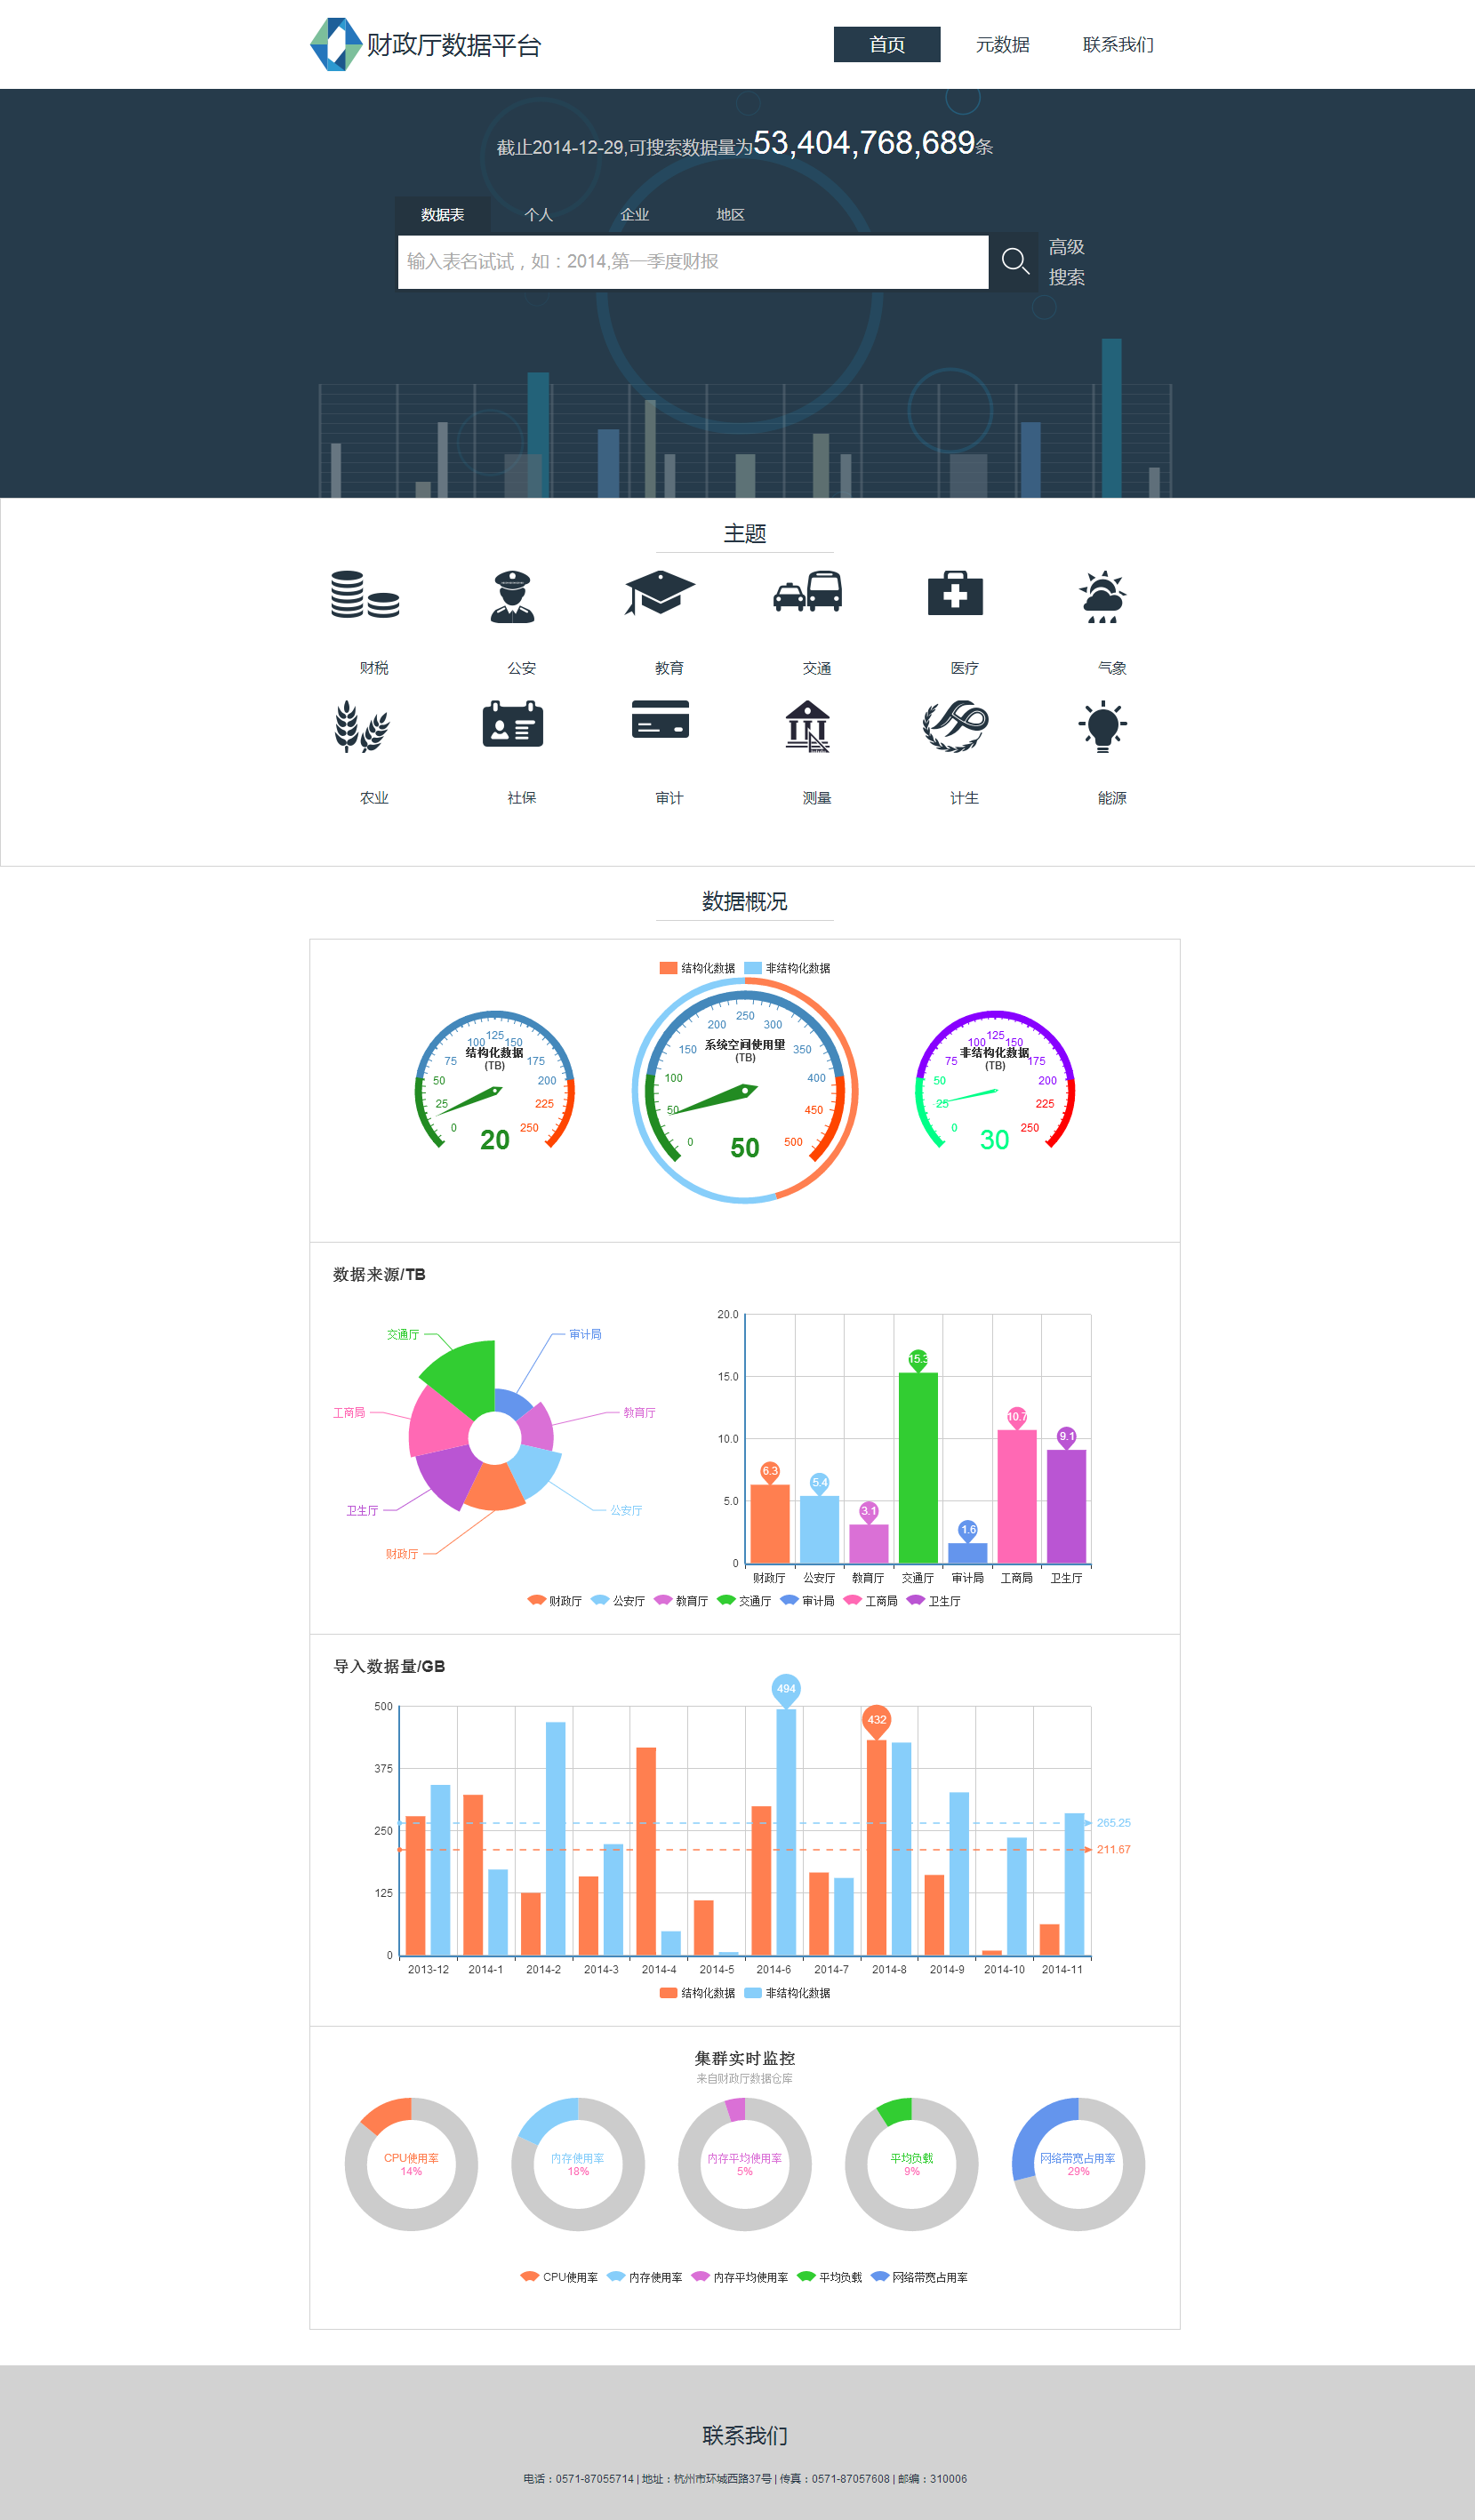 财政厅数据平台
首页 元数据 联系我们
截止2014-12-29,可搜索数据量为53,404,768,689条
数据表 个人 企业 地区
输入表名试试，如：2014,第一季度财报
高级
搜索
主题
财税 公安 教育 交通 医疗 气象
农业 社保 审计 测量 计生 能源
数据概况
结构化数据 非结构化数据
0 25 50 75 100 125 150 175 200 225 250
结构化数据
(TB)
20
0 50 100 150 200 250 300 350 400 450 500
系统空间使用量
(TB)
50
0 25 50 75 100 125 150 175 200 225 250
非结构化数据
(TB)
30
数据来源/TB
交通厅 审计局
工商局 教育厅
卫生厅 公安厅
财政厅
20.0
15.0
10.0
5.0
0
6.3 5.4 3.1 15.3 1.6 10.7 9.1
财政厅 公安厅 教育厅 交通厅 审计局 工商局 卫生厅
财政厅 公安厅 教育厅 交通厅 审计局 工商局 卫生厅
导入数据量/GB
494
432
500
375
250
125
0
265.25
211.67
2013-12 2014-1 2014-2 2014-3 2014-4 2014-5 2014-6 2014-7 2014-8 2014-9 2014-10 2014-11
结构化数据 非结构化数据
集群实时监控
来自财政厅数据仓库
CPU使用率 内存使用率 内存平均使用率 平均负载 网络带宽占用率
14% 18% 5% 9% 29%
CPU使用率 内存使用率 内存平均使用率 平均负载 网络带宽占用率
联系我们
电话：0571-87055714 | 地址：杭州市环城西路37号 | 传真：0571-87057608 | 邮编：310006